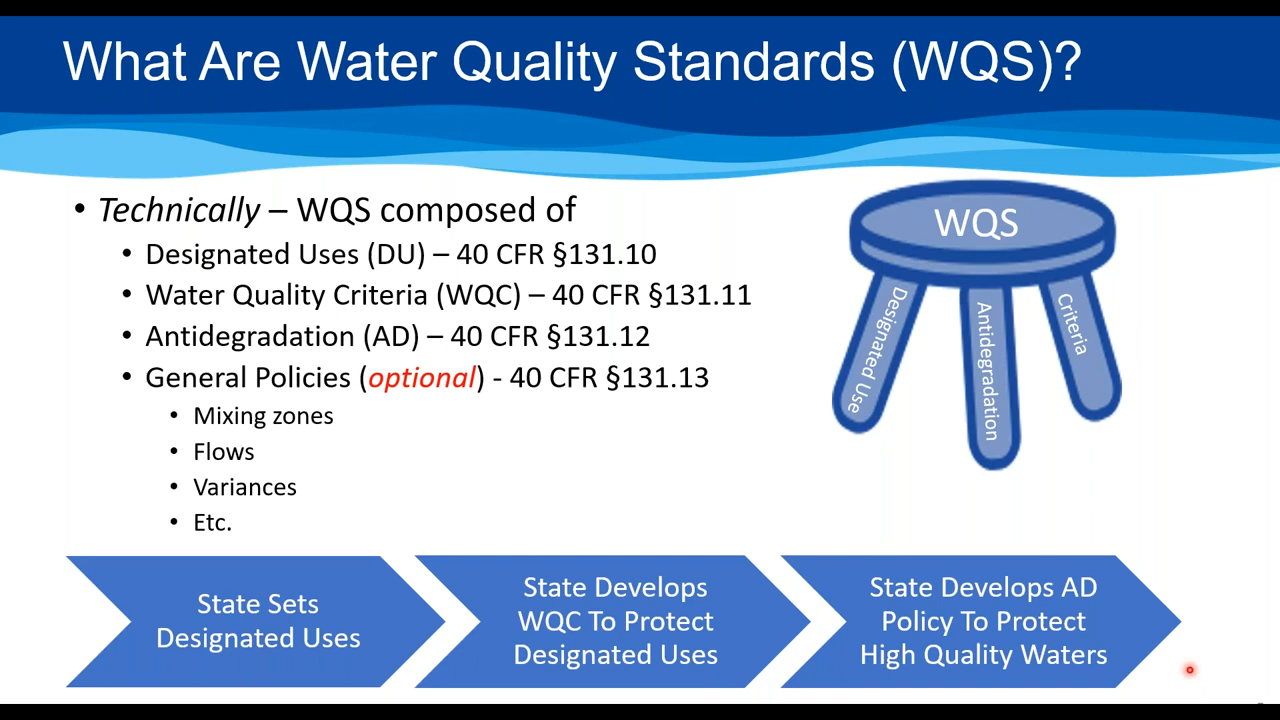 What Are Water Quality Standards (WQS)?
• Technically – WQS composed of
• Designated Uses (DU) – 40 CFR §131.10
• Water Quality Criteria (WQC) – 40 CFR §131.11
• Antidegradation (AD) – 40 CFR §131.12
• General Policies (optional) - 40 CFR §131.13
• Mixing zones
• Flows
• Variances
• Etc.
WQS
Designated Use
Antidegradation
Criteria
State Sets
Designated Uses
State Develops
WQC To Protect
Designated Uses
State Develops AD
Policy To Protect
High Quality Waters